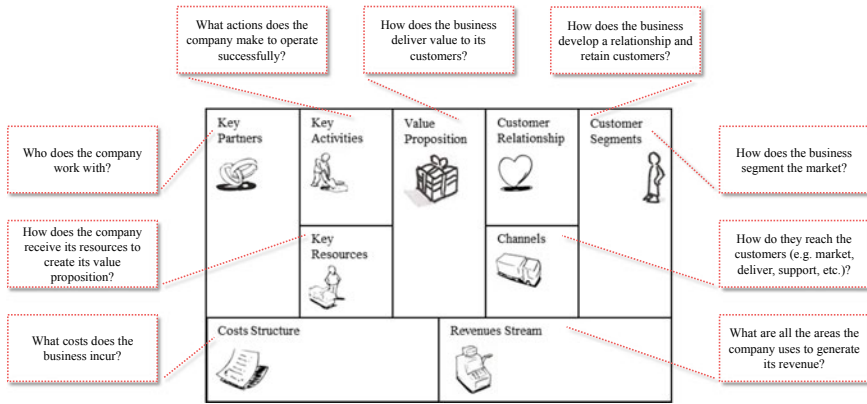 What actions does the
company make to operate
successfully?
How does the business
deliver value to its
customers?
How does the business
develop a relationship and
retain customers?
Who does the company
work with?
How does the company
receive its resources to
create its value
proposition?
What costs does the
business incur?
Key
Partners
Key
Activities
Value
Proposition
Customer
Relationship
Customer
Segments
Key
Resources
Channels
Costs Structure
Revenues Stream
How does the business
segment the market?
How do they reach the
customers (e.g. market,
deliver, support, etc.)?
What are all the areas the
company uses to generate
its revenue?